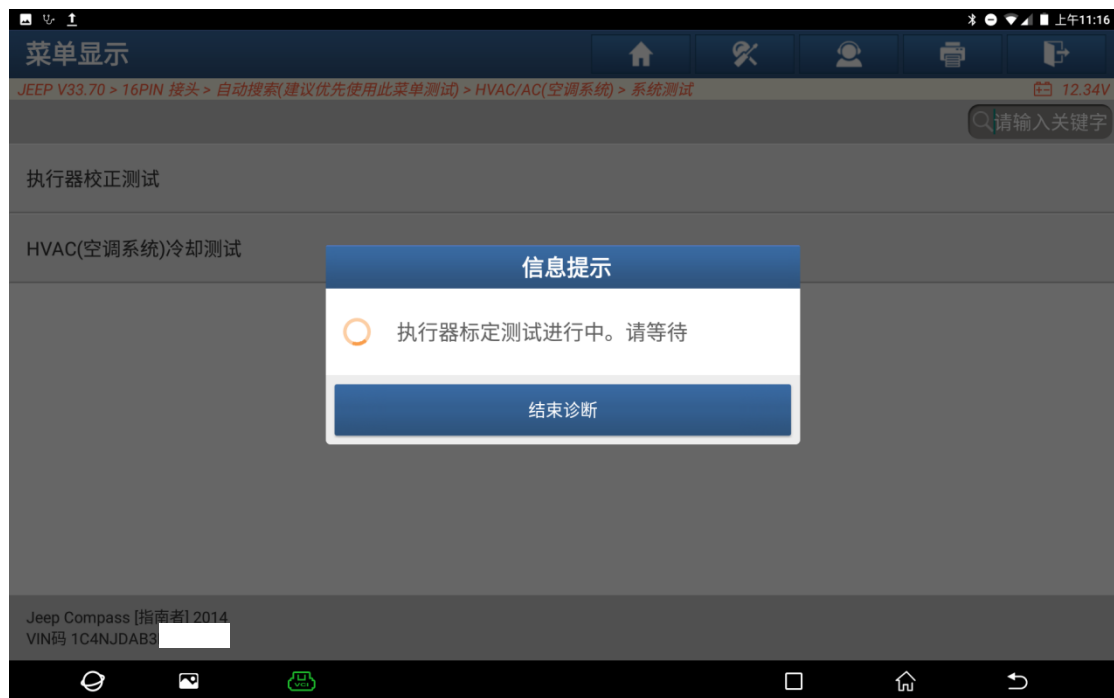 上午11:16
菜单显示
JEEP V33.70 > 16PIN 接头 > 自动搜索(建议优先使用此菜单测试) > HVAC/AC(空调系统) > 系统测试
12.34V
请输入关键字
执行器校正测试
HVAC(空调系统)冷却测试
信息提示
执行器标定测试进行中。请等待
结束诊断
Jeep Compass [指南者] 2014
VIN码 1C4NJDAB3
VCI